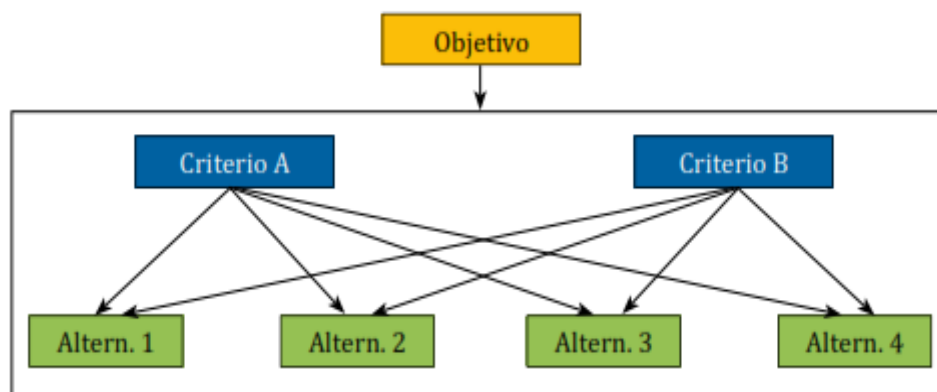 Objetivo
Criterio A
Criterio B
Altern. 1
Altern. 2
Altern. 3
Altern. 4